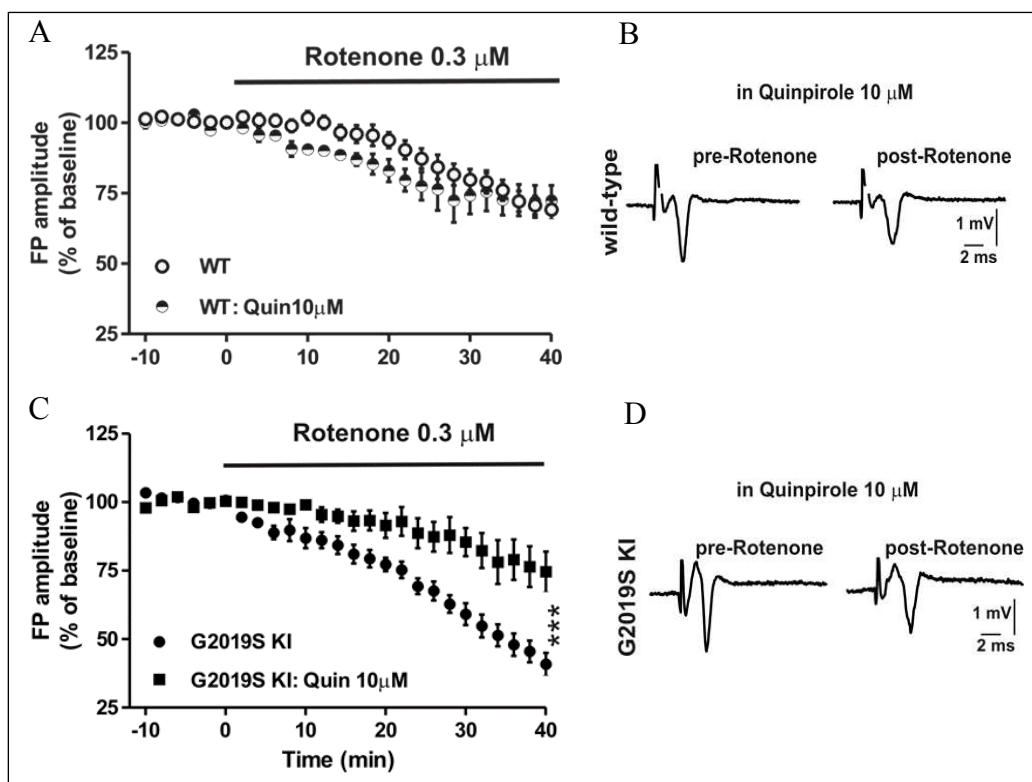 A
125
100
75
50
25
FP amplitude
(% of baseline)
Rotenone 0.3 μM
WT
WT: Quin10μM
-10 0 10 20 30 40
B
in Quinpirole 10 μM
wild-type
pre-Rotenone
post-Rotenone
1 mV
2 ms
C
125
100
75
50
25
FP amplitude
(% of baseline)
Rotenone 0.3 μM
G2019S KI
G2019S KI: Quin 10μM
***
-10 0 10 20 30 40
Time (min)
D
in Quinpirole 10 μM
G2019S KI
pre-Rotenone
post-Rotenone
1 mV
2 ms